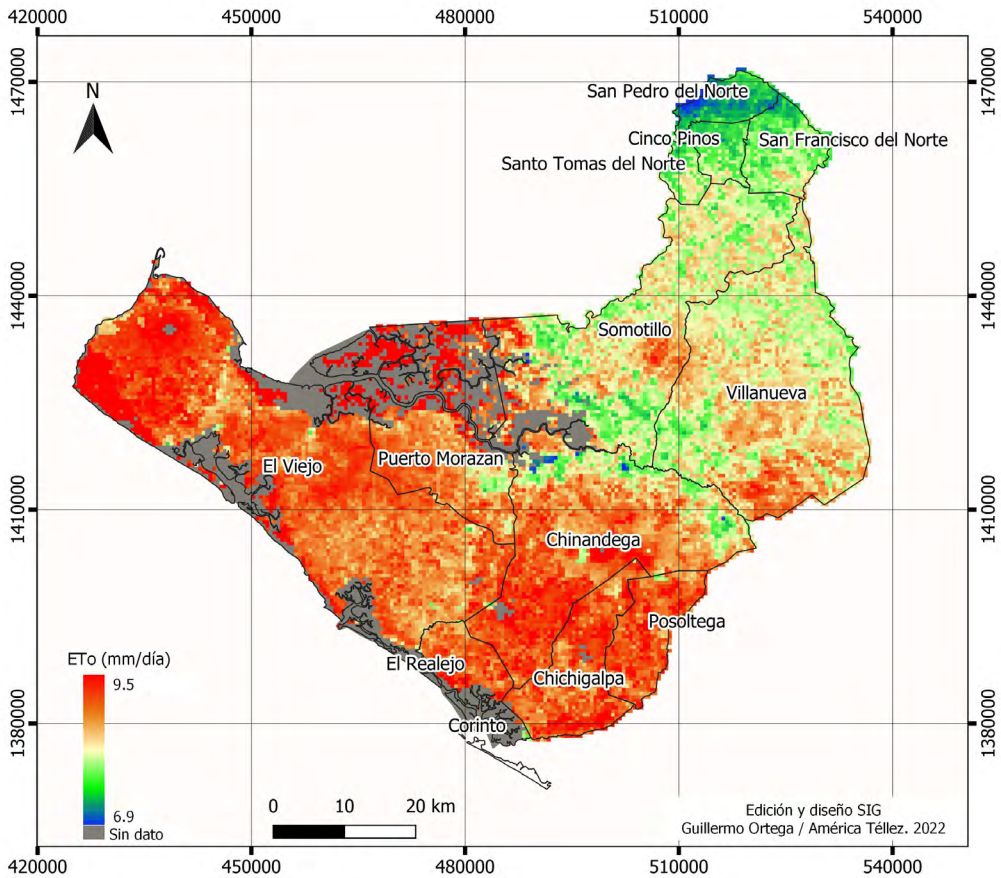 420000 450000 480000 510000 540000
1470000 1470000
N
San Pedro del Norte
Cinco Pinos
San Francisco del Norte
Santo Tomas del Norte
1440000 1440000
Somotillo
Villanueva
El Viejo
Puerto Morazan
1410000 1410000
Chinandega
Posoltega
ETo (mm/día)
El Realejo
9.5
Chichigalpa
1380000 1380000
Corinto
0 10 20 km
6.9
Sin dato
Edición y diseño SIG
Guillermo Ortega / América Téllez. 2022
420000 450000 480000 510000 540000